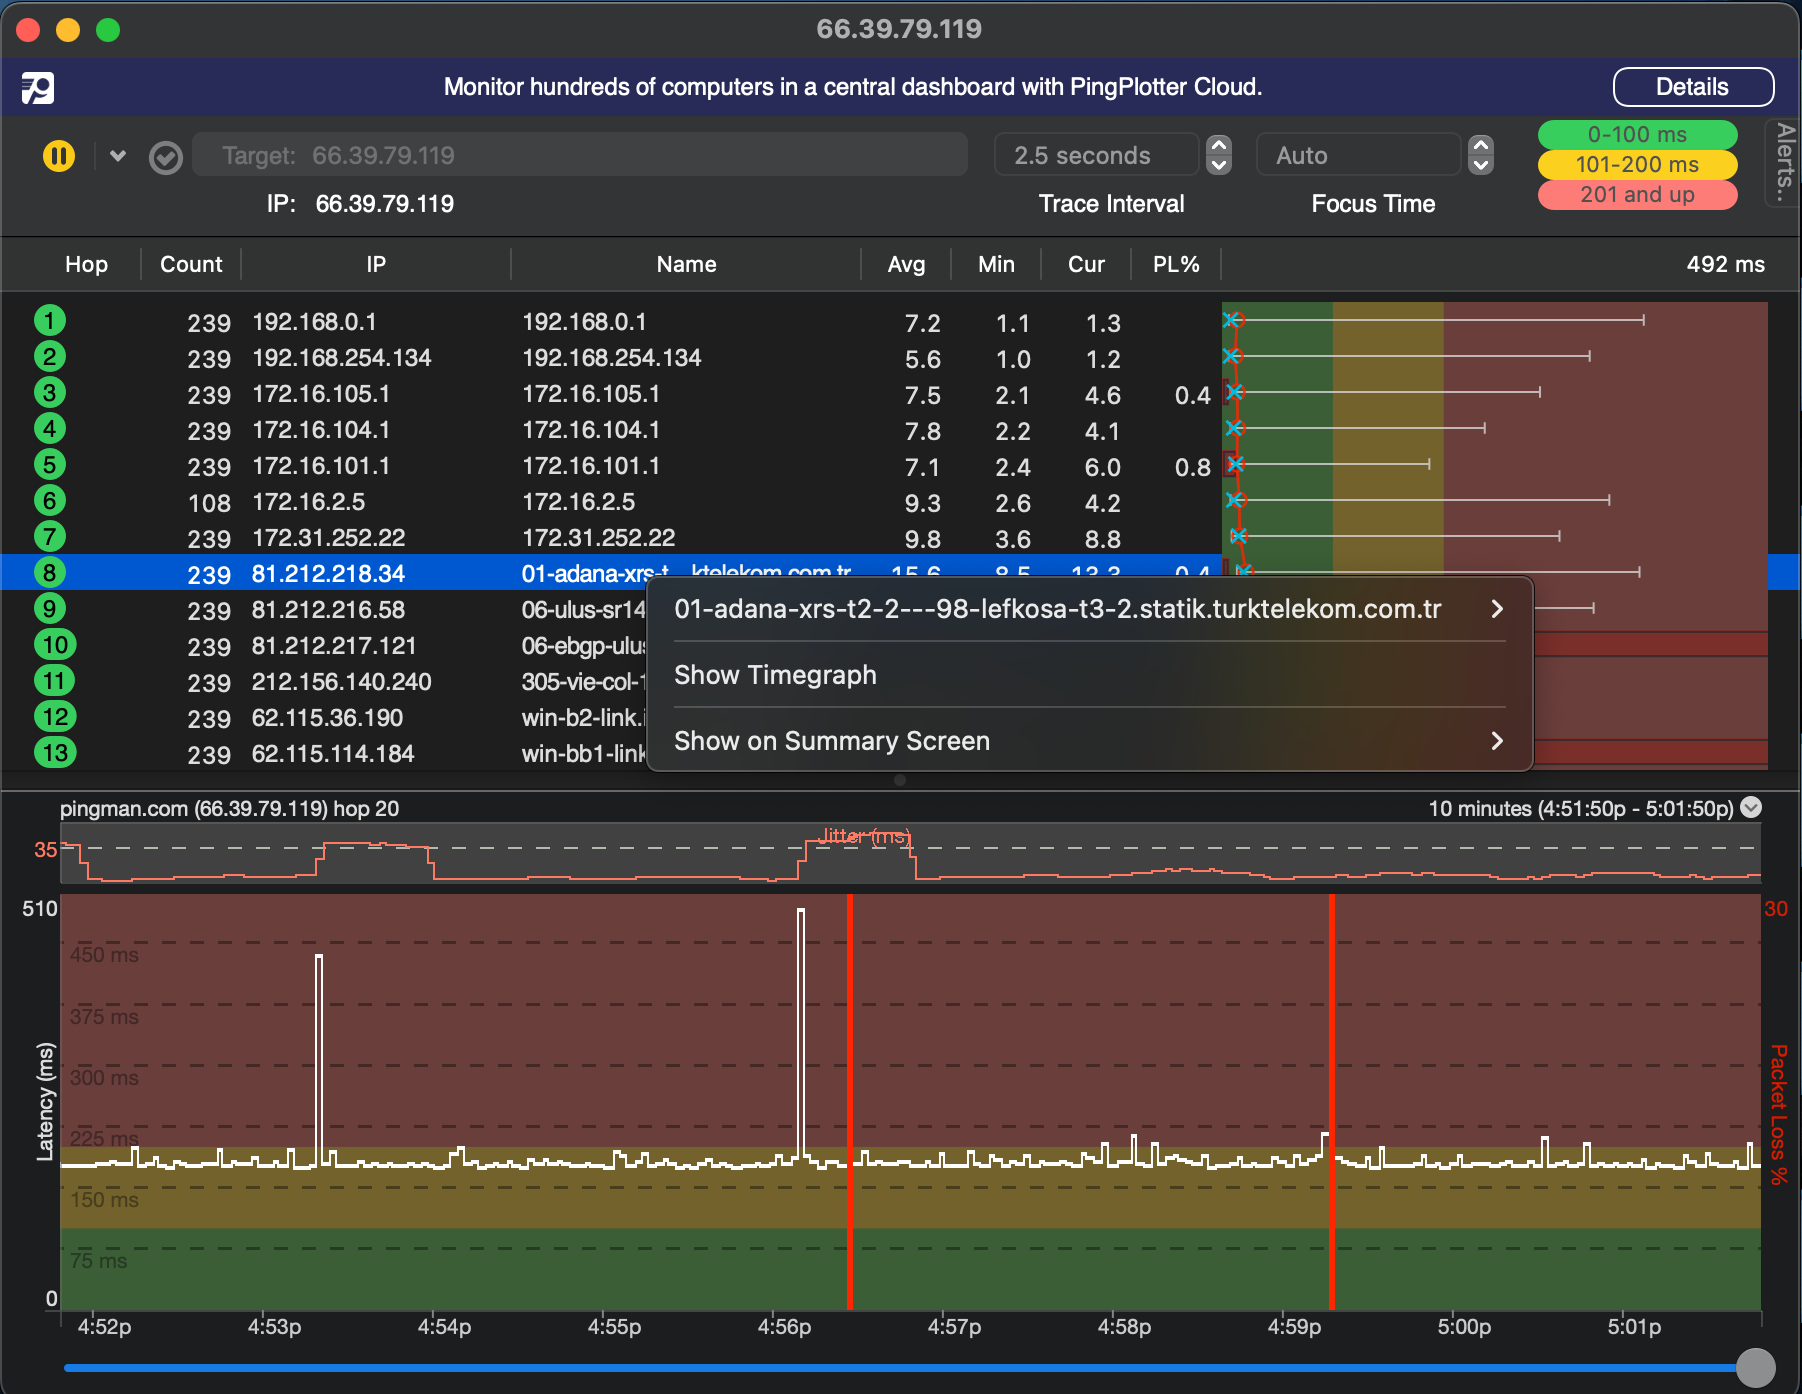 66.39.79.119
Monitor hundreds of computers in a central dashboard with PingPlotter Cloud.
Details
Target: 66.39.79.119
2.5 seconds
Auto
0-100 ms
101-200 ms
201 and up
Alerts..
IP: 66.39.79.119
Trace Interval
Focus Time
Hop Count IP Name Avg Min Cur PL% 492 ms
1 239 192.168.0.1 192.168.0.1 7.2 1.1 1.3
2 239 192.168.254.134 192.168.254.134 5.6 1.0 1.2
3 239 172.16.105.1 172.16.105.1 7.5 2.1 4.6 0.4
4 239 172.16.104.1 172.16.104.1 7.8 2.2 4.1
5 239 172.16.101.1 172.16.101.1 7.1 2.4 6.0 0.8
6 108 172.16.2.5 172.16.2.5 9.3 2.6 4.2
7 239 172.31.252.22 172.31.252.22 9.8 3.6 8.8
8 239 81.212.218.34 01-adana-xrs-t...ktelekom.com.tr 15.6 8.5 13.3 0.4
9 239 81.212.216.58 06-ulus-sr14
10 239 81.212.217.121 06-ebgp-ulus
11 239 212.156.140.240 305-vie-col-1
12 239 62.115.36.190 win-b2-link.i
13 239 62.115.114.184 win-bb1-link
01-adana-xrs-t2-2---98-lefkosa-t3-2.statik.turktelekom.com.tr
Show Timegraph
Show on Summary Screen
pingman.com (66.39.79.119) hop 20
10 minutes (4:51:50p - 5:01:50p)
35
Jitter (ms)
510
30
450 ms
375 ms
300 ms
225 ms
150 ms
75 ms
0
Latency (ms)
Packet Loss %
4:52p 4:53p 4:54p 4:55p 4:56p 4:57p 4:58p 4:59p 5:00p 5:01p